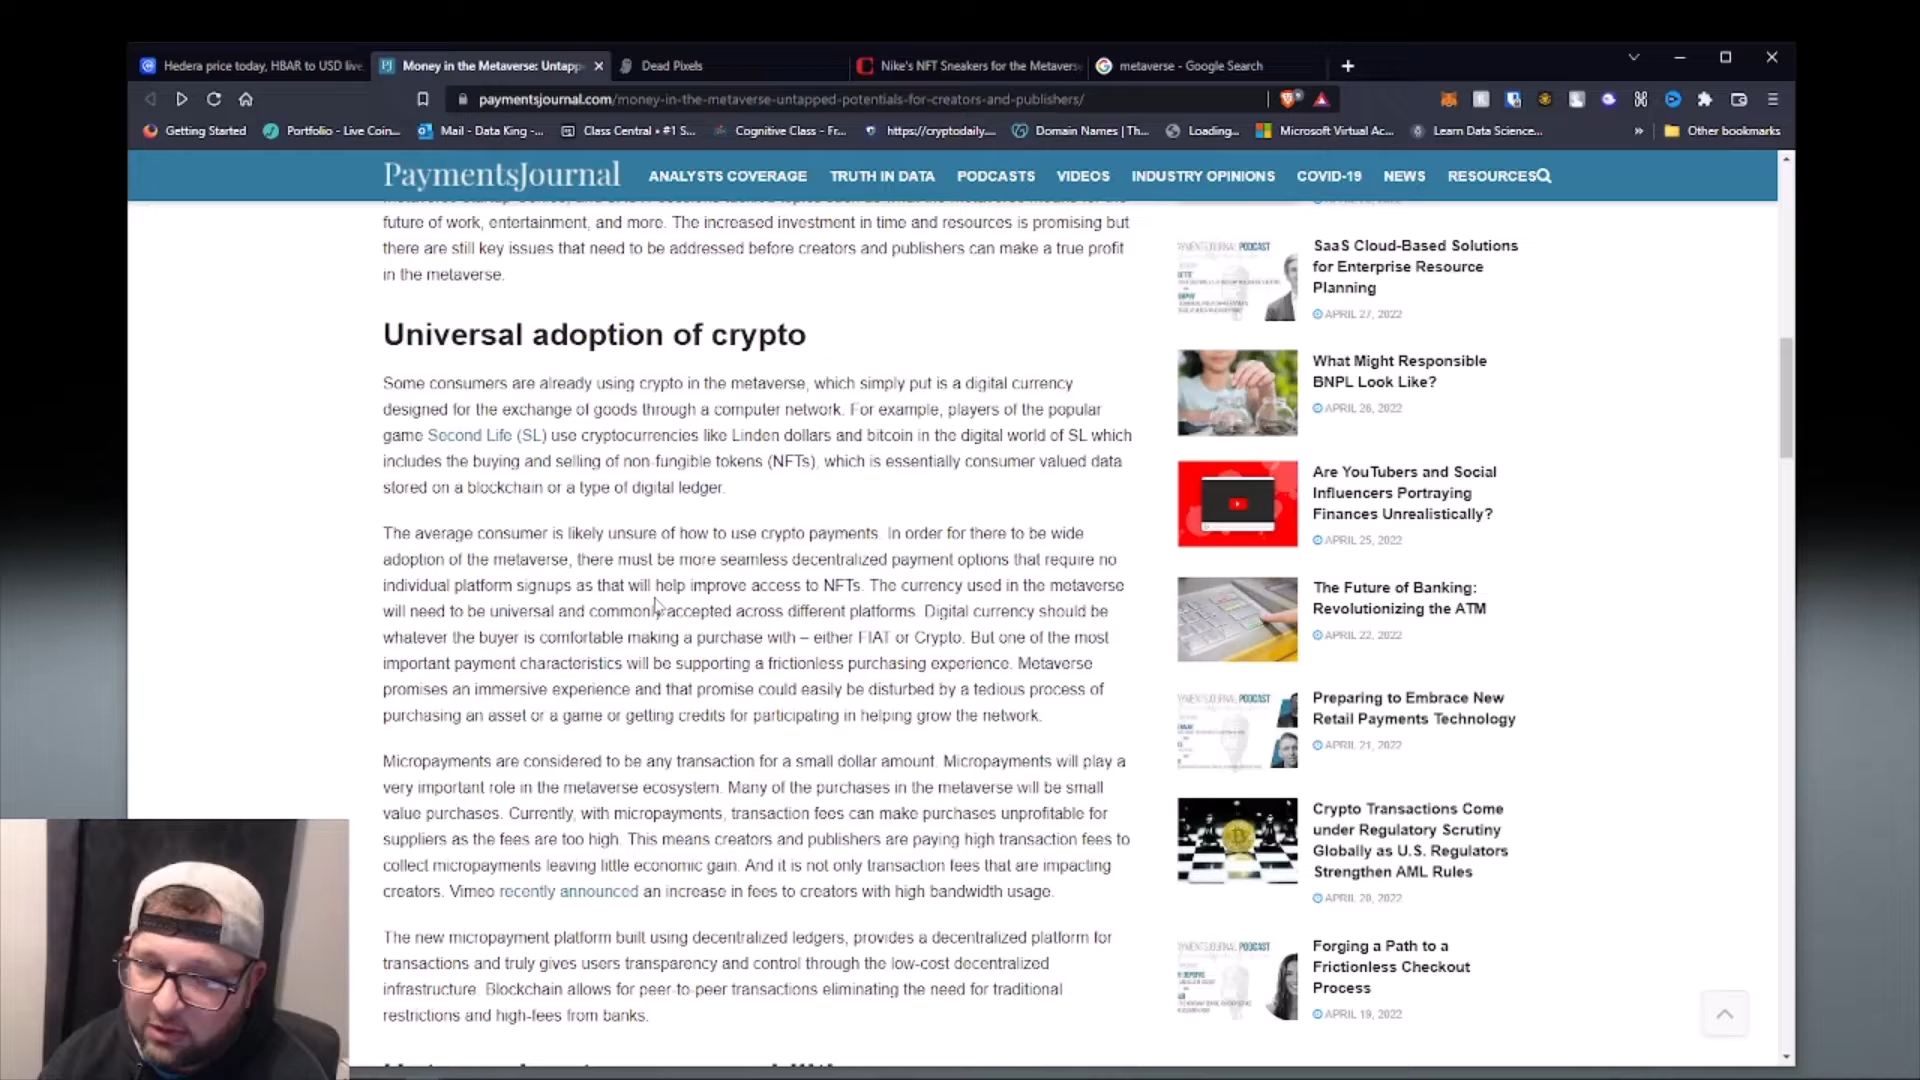 Hedera price today, HBAR to USD live
Money in the Metaverse: Untapp
Dead Pixels
Nike's NFT Sneakers for the Metavers
metaverse - Google Search
paymentsjournal.com/money-in-the-metaverse-untapped-potentials-for-creators-and-publishers/
Getting Started
Portfolio - Live Coin...
Mail - Data King -...
Class Central • #1 S...
Cognitive Class - Fr...
https://cryptodaily....
Domain Names | Th...
Loading...
Microsoft Virtual Ac...
Learn Data Science...
Other bookmarks
PaymentsJournal
ANALYSTS COVERAGE
TRUTH IN DATA
PODCASTS
VIDEOS
INDUSTRY OPINIONS
COVID-19
NEWS
RESOURCES
future of work, entertainment, and more. The increased investment in time and resources is promising but
there are still key issues that need to be addressed before creators and publishers can make a true profit
in the metaverse.
Universal adoption of crypto
Some consumers are already using crypto in the metaverse, which simply put is a digital currency
designed for the exchange of goods through a computer network. For example, players of the popular
game Second Life (SL) use cryptocurrencies like Linden dollars and bitcoin in the digital world of SL which
includes the buying and selling of non-fungible tokens (NFTs), which is essentially consumer valued data
stored on a blockchain or a type of digital ledger.
The average consumer is likely unsure of how to use crypto payments. In order for there to be wide
adoption of the metaverse, there must be more seamless decentralized payment options that require no
individual platform signups as that will help improve access to NFTs. The currency used in the metaverse
will need to be universal and commonly accepted across different platforms. Digital currency should be
whatever the buyer is comfortable making a purchase with – either FIAT or Crypto. But one of the most
important payment characteristics will be supporting a frictionless purchasing experience. Metaverse
promises an immersive experience and that promise could easily be disturbed by a tedious process of
purchasing an asset or a game or getting credits for participating in helping grow the network.
Micropayments are considered to be any transaction for a small dollar amount. Micropayments will play a
very important role in the metaverse ecosystem. Many of the purchases in the metaverse will be small
value purchases. Currently, with micropayments, transaction fees can make purchases unprofitable for
suppliers as the fees are too high. This means creators and publishers are paying high transaction fees to
collect micropayments leaving little economic gain. And it is not only transaction fees that are impacting
creators. Vimeo recently announced an increase in fees to creators with high bandwidth usage.
The new micropayment platform built using decentralized ledgers, provides a decentralized platform for
transactions and truly gives users transparency and control through the low-cost decentralized
infrastructure. Blockchain allows for peer-to-peer transactions eliminating the need for traditional
restrictions and high-fees from banks.
SaaS Cloud-Based Solutions
for Enterprise Resource
Planning
APRIL 27, 2022
What Might Responsible
BNPL Look Like?
APRIL 26, 2022
Are YouTubers and Social
Influencers Portraying
Finances Unrealistically?
APRIL 25, 2022
The Future of Banking:
Revolutionizing the ATM
APRIL 22, 2022
PODCAST
Preparing to Embrace New
Retail Payments Technology
APRIL 21, 2022
Crypto Transactions Come
under Regulatory Scrutiny
Globally as U.S. Regulators
Strengthen AML Rules
APRIL 20, 2022
PODCAST
Forging a Path to a
Frictionless Checkout
Process
APRIL 19, 2022